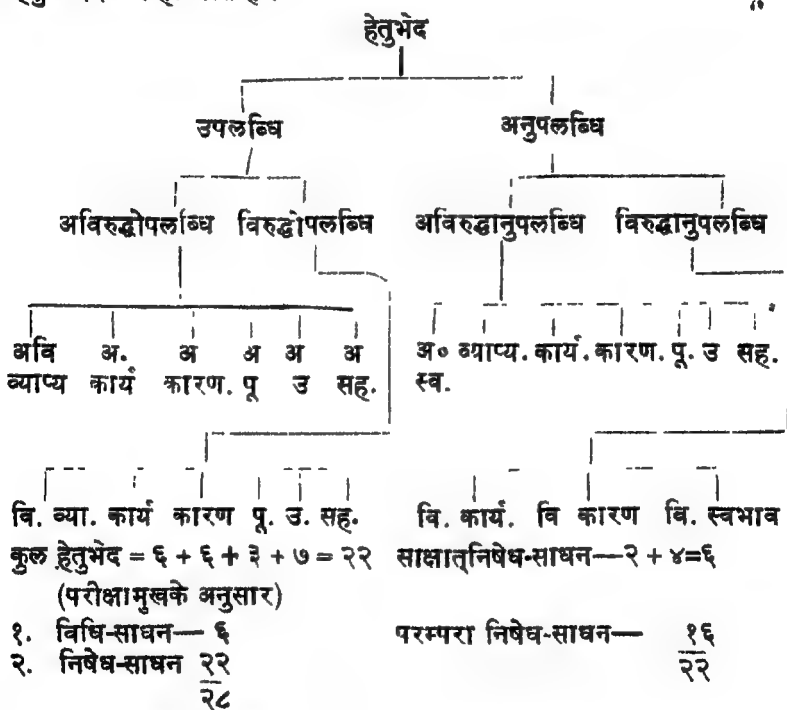 हेतुभेद
उपलब्धि अनुपलब्धि
अविरुद्धोपलब्धि विरुद्धोपलब्धि अविरुद्धानुपलब्धि विरुद्धानुपलब्धि
अवि अ. अ अ अ अ अ० व्याप्य. कार्य. कारण. पू. उ सह.
व्याप्य कार्य कारण. पू उ सह. स्व.
वि. व्या. कार्य कारण पू. उ. सह. वि. कार्य. वि कारण वि. स्वभाव
कुल हेतुभेद = ६ + ६ + ३ + ७ = २२ साक्षात्निषेध-साधन—२ + ४=६
(परीक्षामुखके अनुसार)
१. विधि-साधन— ६ परम्परा निषेध-साधन— १६
२. निषेध-साधन २२ २२
२८